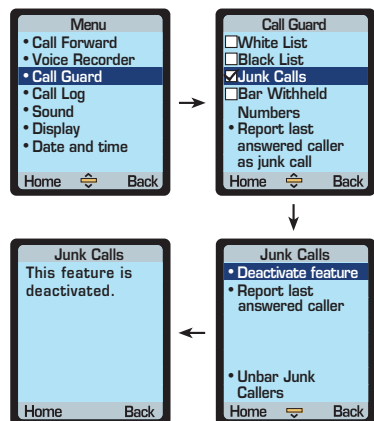 Menu
• Call Forward
• Voice Recorder
• Call Guard
• Call Log
• Sound
• Display
• Date and time
Home Back
Call Guard
White List
Black List
Junk Calls
Bar Withheld
Numbers
• Report last
answered caller
as junk call
Home Back
Junk Calls
• Deactivate feature
• Report last
answered caller
• Unbar Junk
Callers
Home Back
Junk Calls
This feature is
deactivated.
Home Back